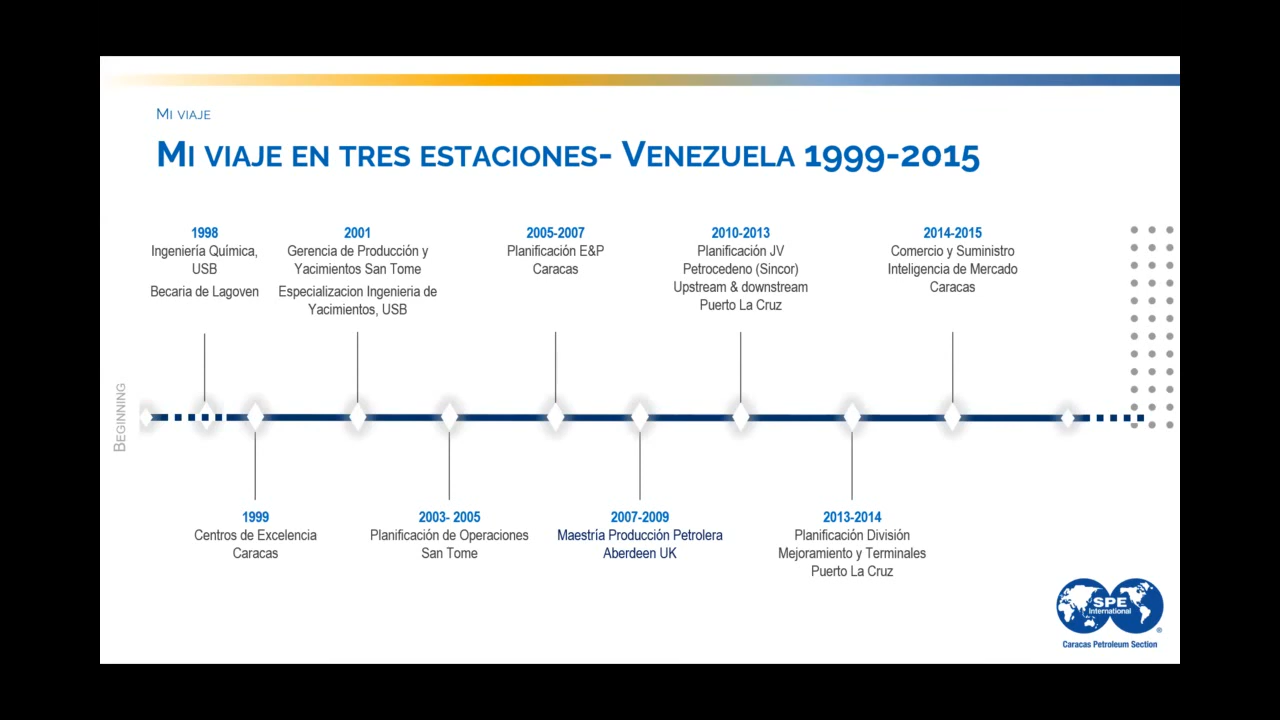 Mi viaje
Mi viaje en tres estaciones- Venezuela 1999-2015
1998
Ingeniería Química,
USB
Becaria de Lagoven
2001
Gerencia de Producción y
Yacimientos San Tome
Especializacion Ingenieria de
Yacimientos, USB
2005-2007
Planificación E&P
Caracas
2010-2013
Planificación JV
Petrocedeno (Sincor)
Upstream & downstream
Puerto La Cruz
2014-2015
Comercio y Suministro
Inteligencia de Mercado
Caracas
Beginning
1999
Centros de Excelencia
Caracas
2003- 2005
Planificación de Operaciones
San Tome
2007-2009
Maestría Producción Petrolera
Aberdeen UK
2013-2014
Planificación División
Mejoramiento y Terminales
Puerto La Cruz
SPE
International
®
Caracas Petroleum Section